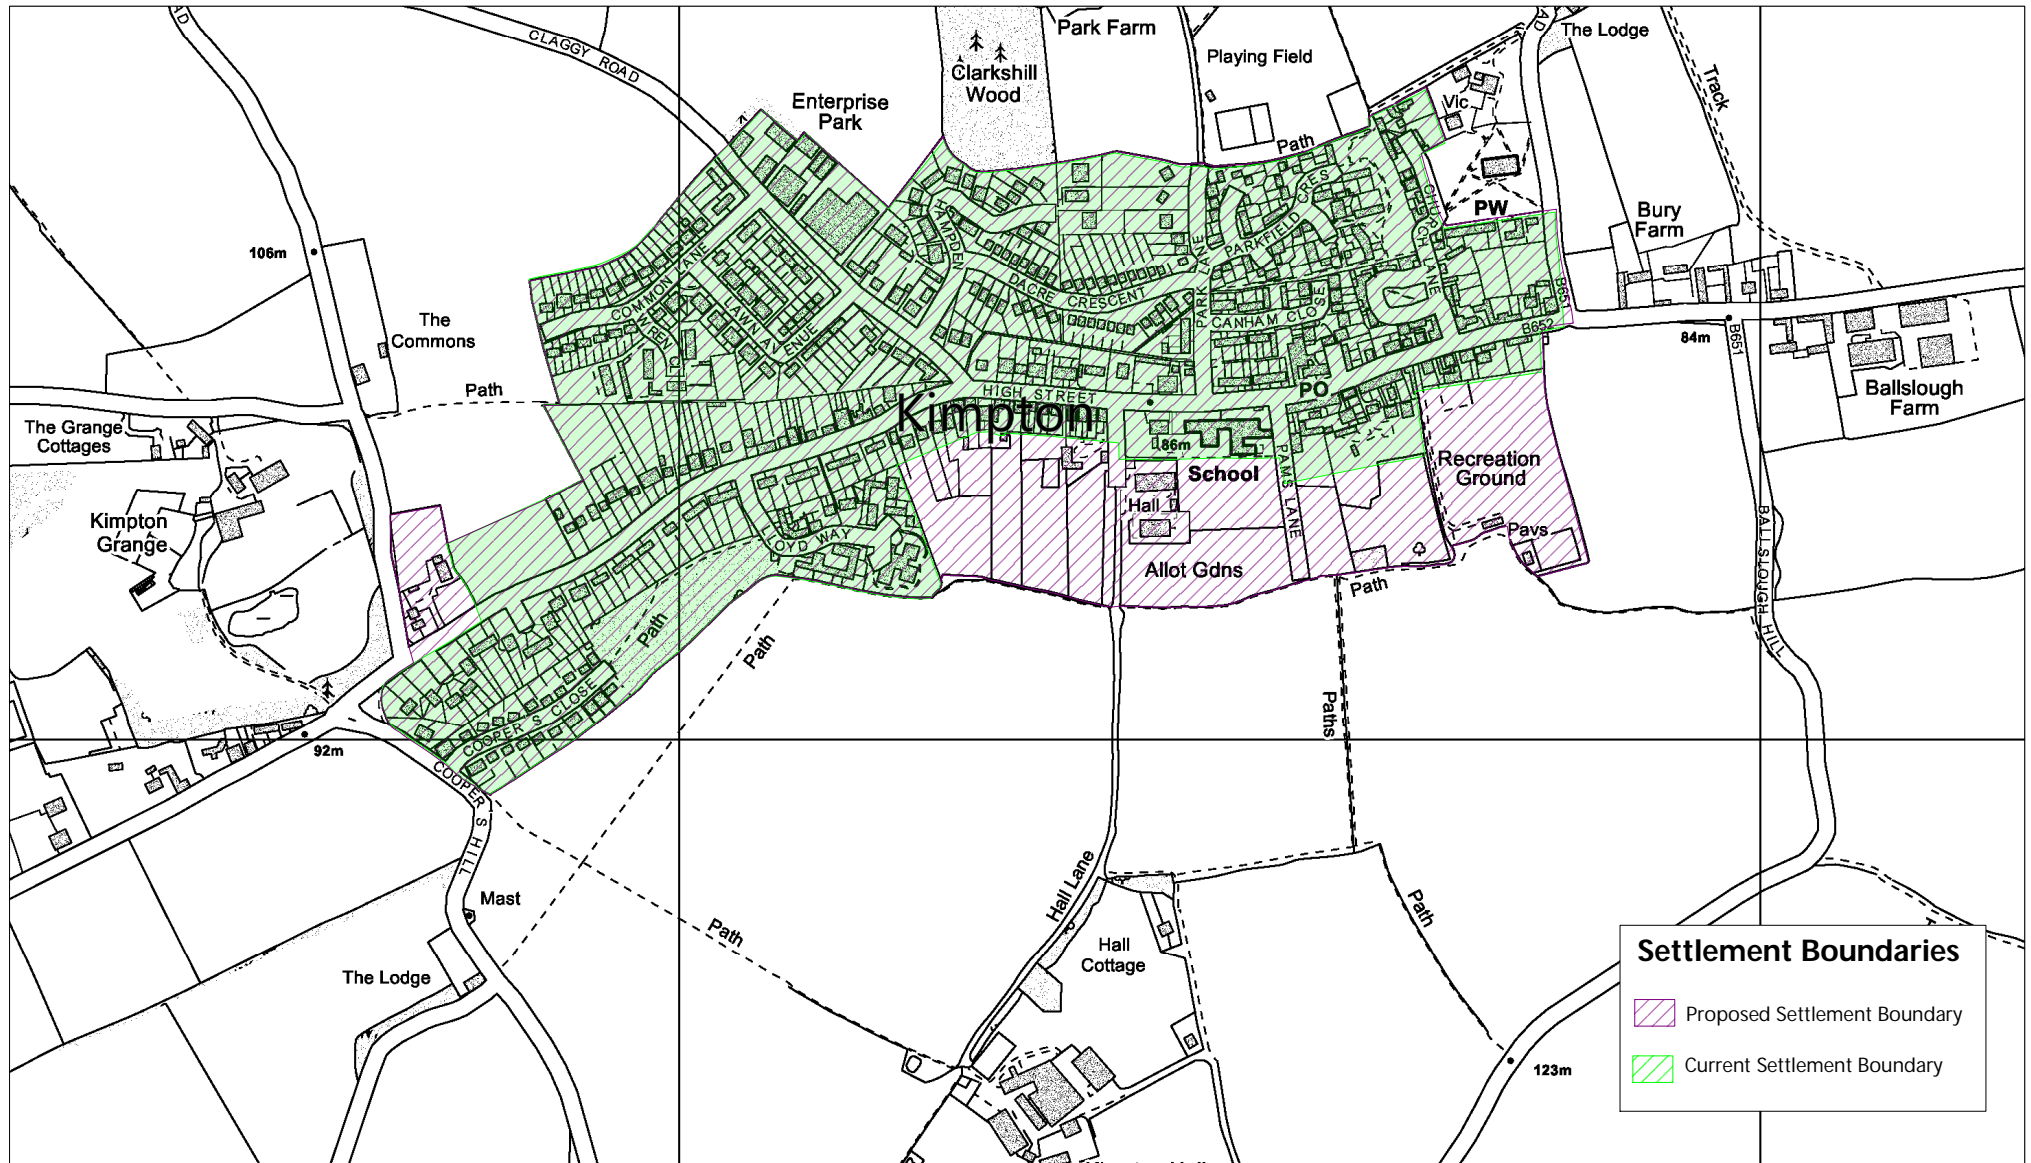 CLAGGY ROAD
Park Farm
Playing Field
The Lodge
Track
Clarkshill
Wood
Enterprise
Park
Vic
Path
PW
Bury
Farm
106m
HAMPDEN
PARKFIELD CRES
CHURCH LANE
COMMON LANE
LAWN AVENUE
DACRE CRESCENT
PARK LANE
CANHAM CLOSE
B651
B652
84m
B651
The
Commons
Path
HIGH STREET
PO
Kimpton
Ballslough
Farm
The Grange
Cottages
86m
School
PAMS LANE
Recreation
Ground
Kimpton
Grange
Hall
Pavs
OYD WAY
Allot Gdns
Path
BALLSLOUGH HILL
Path
Path
COOPER S CLOSE
Paths
92m
COOPER S HILL
Mast
Path
Hall Lane
Path
Hall
Cottage
The Lodge
123m
Settlement Boundaries
Proposed Settlement Boundary
Current Settlement Boundary